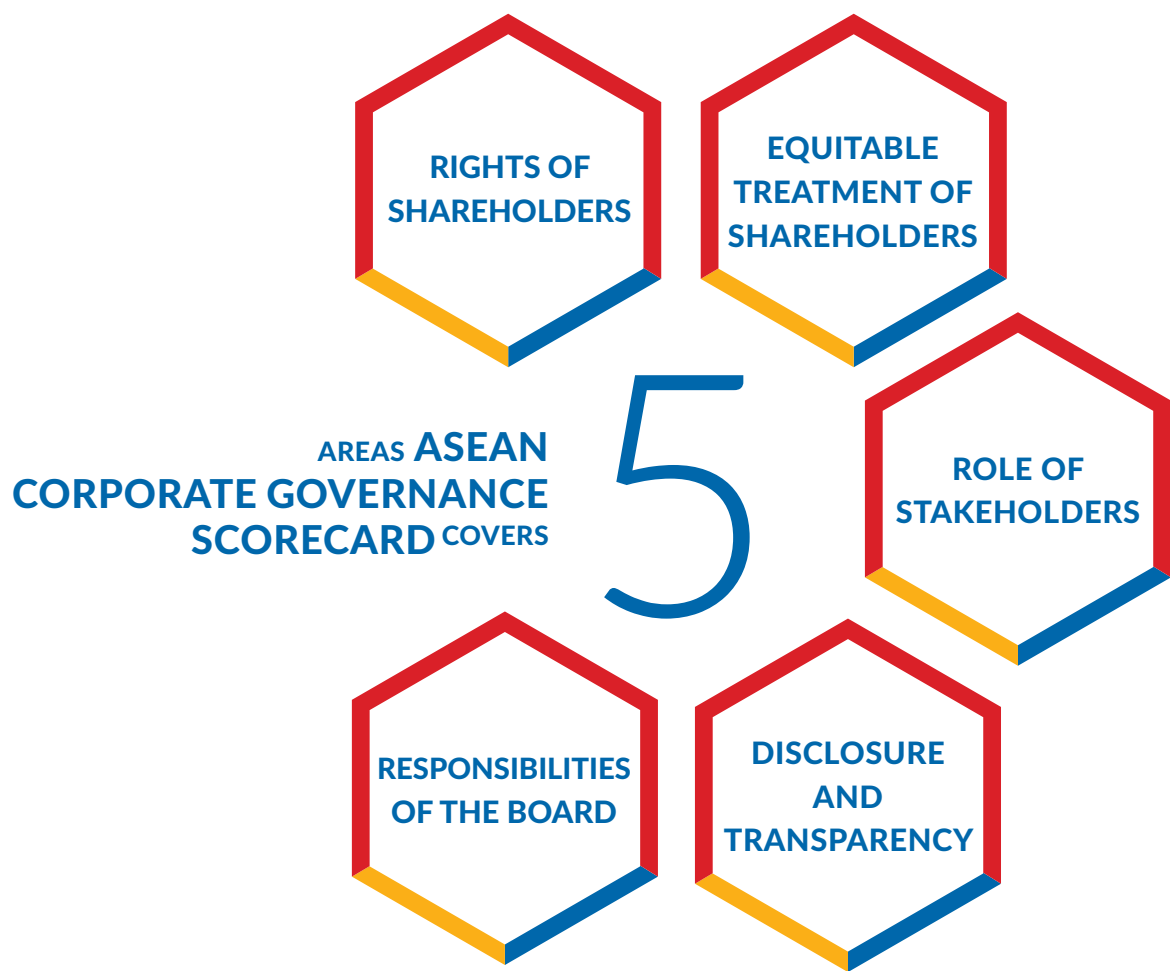 RIGHTS OF
SHAREHOLDERS
EQUITABLE
TREATMENT OF
SHAREHOLDERS
5
AREAS ASEAN
CORPORATE GOVERNANCE
SCORECARD COVERS
ROLE OF
STAKEHOLDERS
RESPONSIBILITIES
OF THE BOARD
DISCLOSURE
AND
TRANSPARENCY